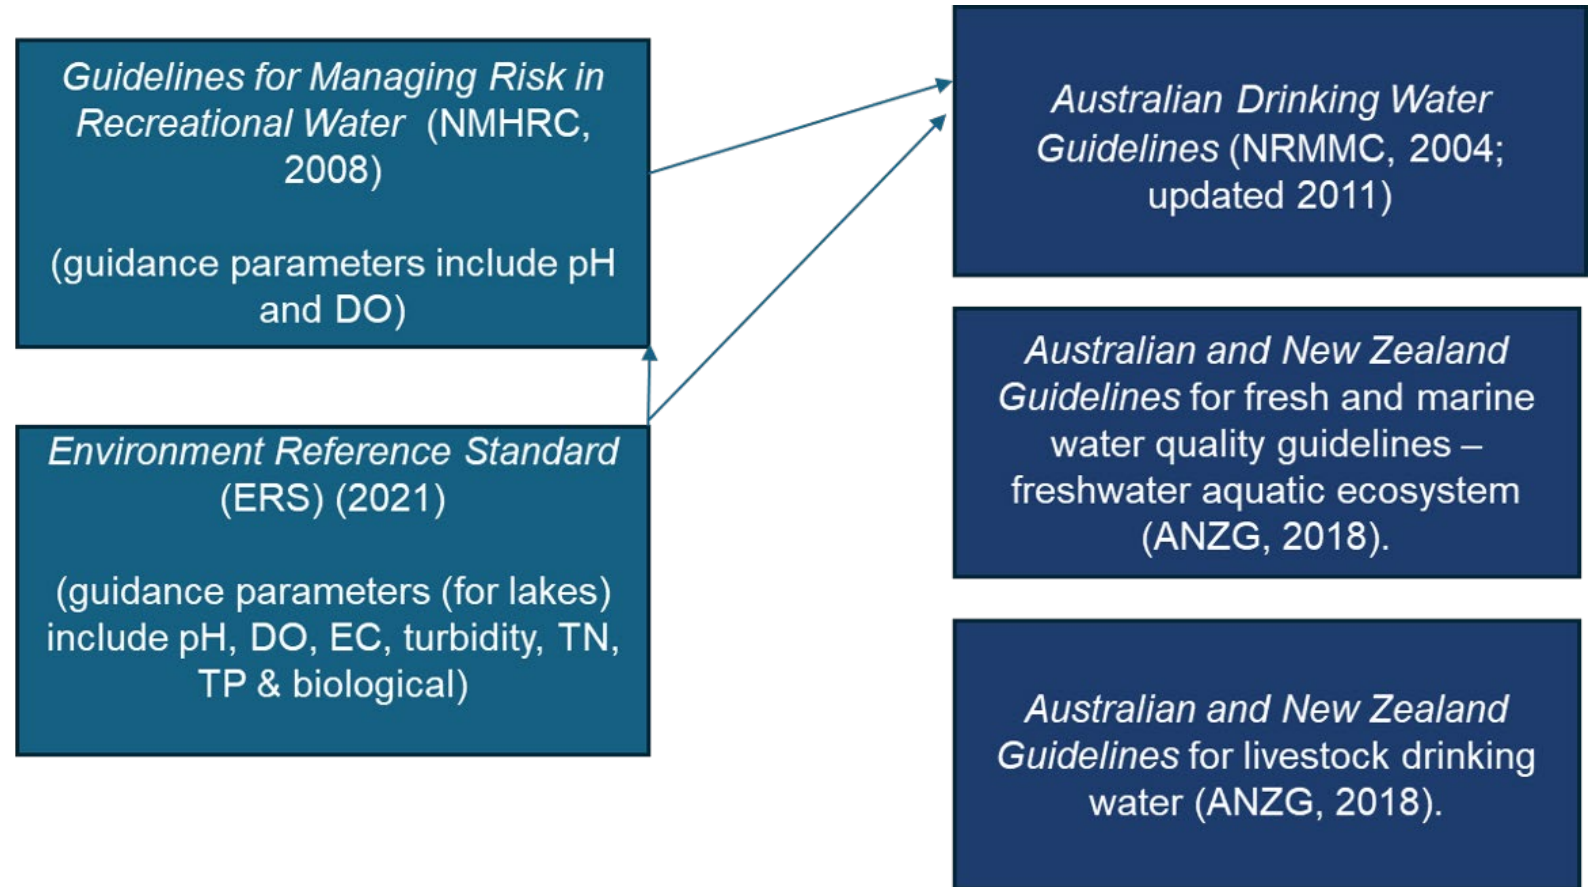 Guidelines for Managing Risk in
Recreational Water (NMHRC,
2008)
(guidance parameters include pH
and DO)
Environment Reference Standard
(ERS) (2021)
(guidance parameters (for lakes)
include pH, DO, EC, turbidity, TN,
TP & biological)
Australian Drinking Water
Guidelines (NRMMC, 2004;
updated 2011)
Australian and New Zealand
Guidelines for fresh and marine
water quality guidelines –
freshwater aquatic ecosystem
(ANZG, 2018).
Australian and New Zealand
Guidelines for livestock drinking
water (ANZG, 2018).